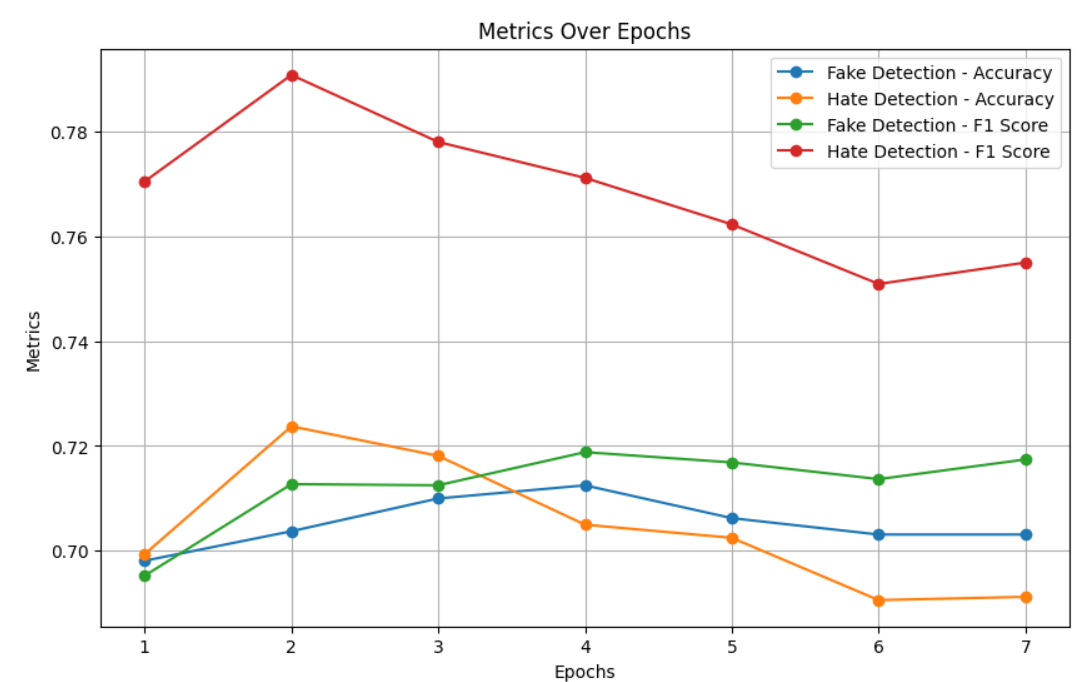 Metrics Over Epochs
Fake Detection - Accuracy
Hate Detection - Accuracy
Fake Detection - F1 Score
Hate Detection - F1 Score
0.78
0.76
0.74
0.72
0.70
Metrics
1 2 3 4 5 6 7
Epochs